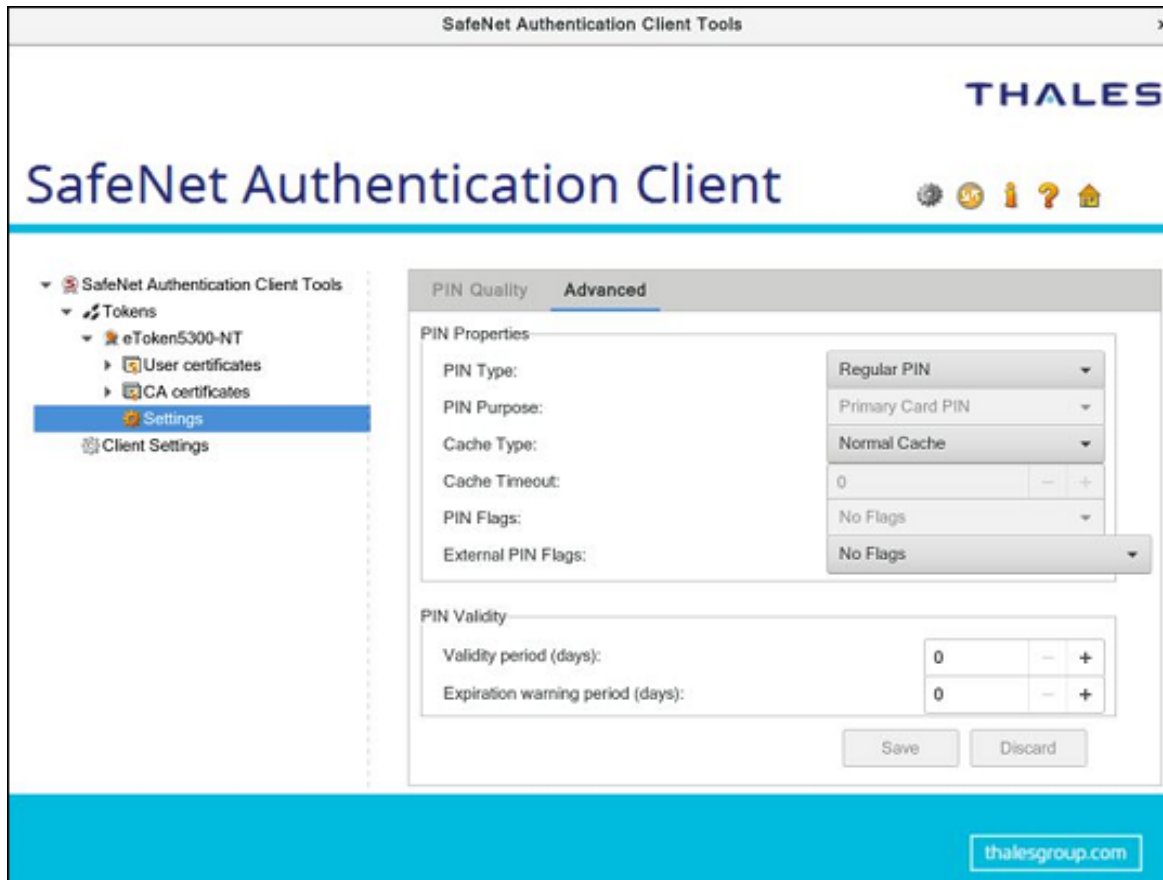 SafeNet Authentication Client Tools
THALES
SafeNet Authentication Client
SafeNet Authentication Client Tools
Tokens
eToken5300-NT
User certificates
CA certificates
Settings
Client Settings
PIN Quality Advanced
PIN Properties
PIN Type: Regular PIN
PIN Purpose: Primary Card PIN
Cache Type: Normal Cache
Cache Timeout: 0 − +
PIN Flags: No Flags
External PIN Flags: No Flags
PIN Validity
Validity period (days): 0 − +
Expiration warning period (days): 0 − +
Save Discard
thalesgroup.com